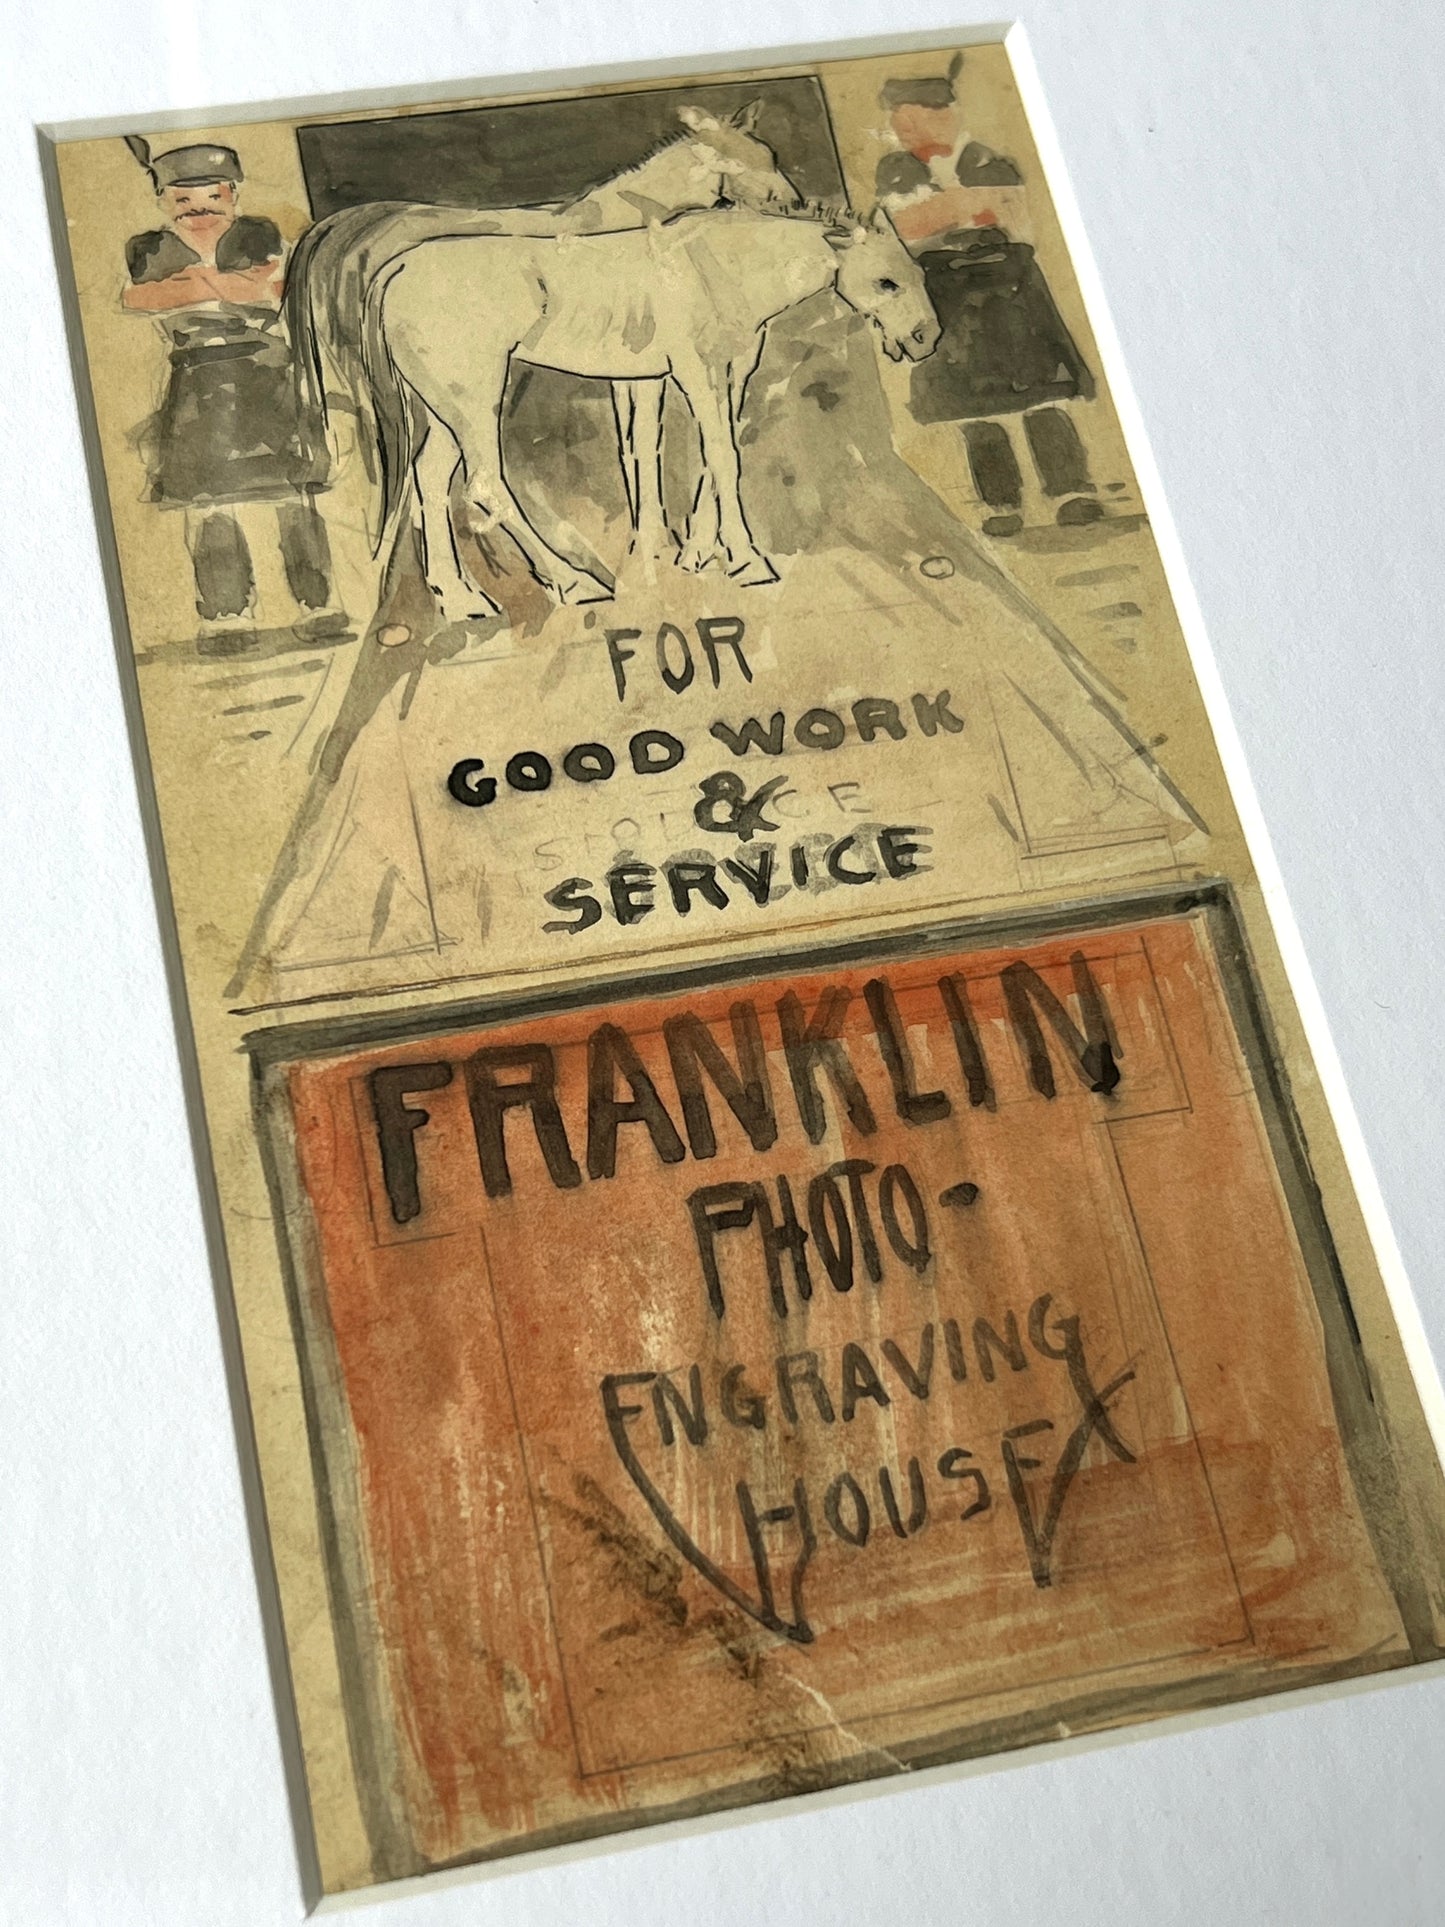 FOR
GOOD WORK
&
SERVICE
FRANKLIN
PHOTO-
ENGRAVING
HOUSE